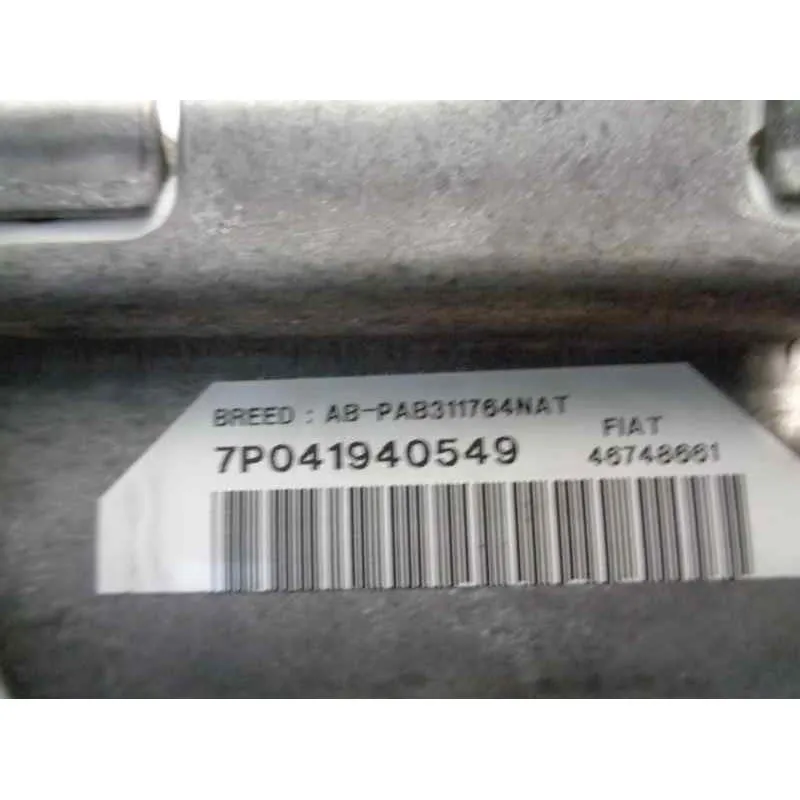 BREED : AB-PAB311764NAT
FIAT
7P041940549
46748661